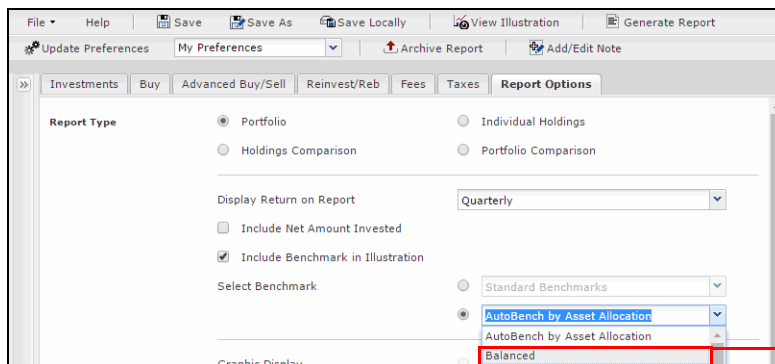 File Help Save Save As Save Locally View Illustration Generate Report
Update Preferences My Preferences Archive Report Add/Edit Note
Investments Buy Advanced Buy/Sell Reinvest/Reb Fees Taxes Report Options
Report Type Portfolio Individual Holdings
Holdings Comparison Portfolio Comparison
Display Return on Report Quarterly
Include Net Amount Invested
Include Benchmark in Illustration
Select Benchmark Standard Benchmarks
AutoBench by Asset Allocation
AutoBench by Asset Allocation
Graphic Display Balanced